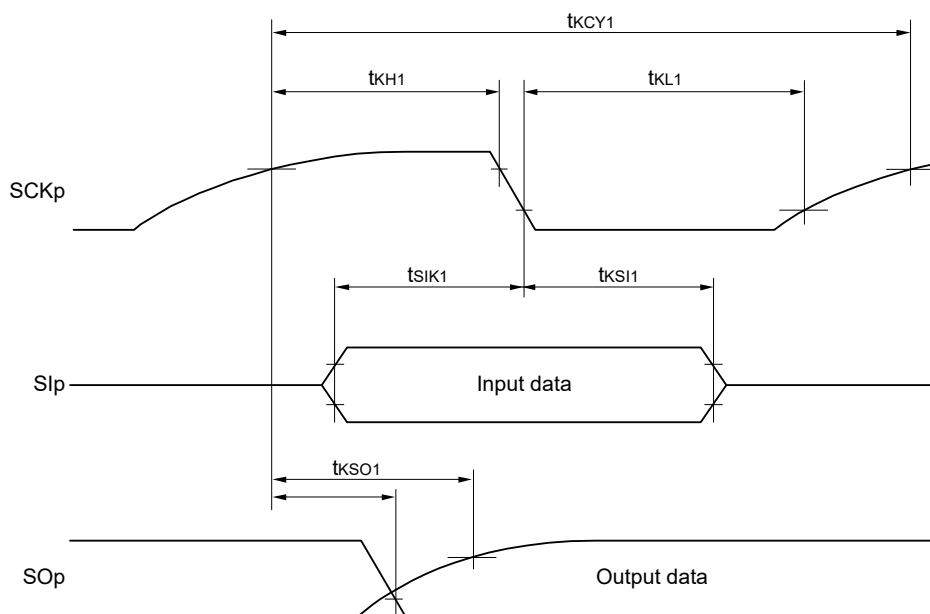 tKCY1
tKH1
tKL1
SCKp
tSIK1
tKSI1
SIp
Input data
tKSO1
SOp
Output data